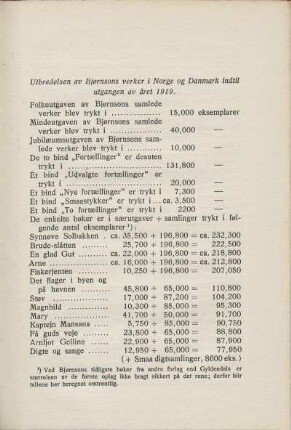 Utbredelsen av Bjørnsons verker i Norge og Danmark indtil
utgangen av året 1919.
Folkeutgaven av Bjørnsons samlede
verker blev trykt i .................. 15,000 eksemplarer
Mindeutgaven av Bjørnsons samlede
verker trykt i ........................ 40,000 —
Jubilæumsutgaven av Bjørnsons sam-
lede verker blev trykt i ............ 10,000 —
De to bind „Fortællinger" er desuten
trykt i ................................ 131,800 —
Et bind „Utvalgte fortællinger" er
trykt i ................................ 20,000 —
Et bind „Nye fortællinger" er trykt i 7,300 —
Et bind „Smaastykker" er trykt i ... ca. 3,800 —
Et bind „To fortællinger" er trykt i 2200 —
De enkelte bøker er i særutgaver + samlinger trykt i føl-
gende antal eksemplarer ¹):
Synnøve Solbakken . ca. 35,500 + 196,800 = ca. 232,300
Brude-slåtten ........ 25,700 + 196,800 = 222,500
En glad Gut ...... ca. 22,000 + 196,800 = ca. 218,800
Arne ................ ca. 16,000 + 196,800 = ca. 212,800
Fiskerjenten ........ 10,250 + 196,800 = 207,050
Det flager i byen og
på havnen ........ 45,800 + 65,000 = 110,800
Støv .................. 17,000 + 87,200 = 104,200
Magnhild ............ 10,300 + 85,000 = 95,300
Mary .................. 41,700 + 50,000 = 91,700
Kaptejn Mansana .. 5,750 + 85,000 = 90,750
På guds veje ........ 23,800 + 65,000 = 88,800
Arnljot Gelline ...... 22,900 + 65,000 = 87,900
Digte og sange ...... 12,950 + 65,000 = 77,950
(+ Smaa digtsamlinger, 8600 eks.)
¹) Ved Bjørnsons tidligste bøker fra andre forlag end Gyldendals er
størrelsen av de første oplag ikke bragt sikkert på det rene; derfor blir
tallene her beregnet omtrentlig.